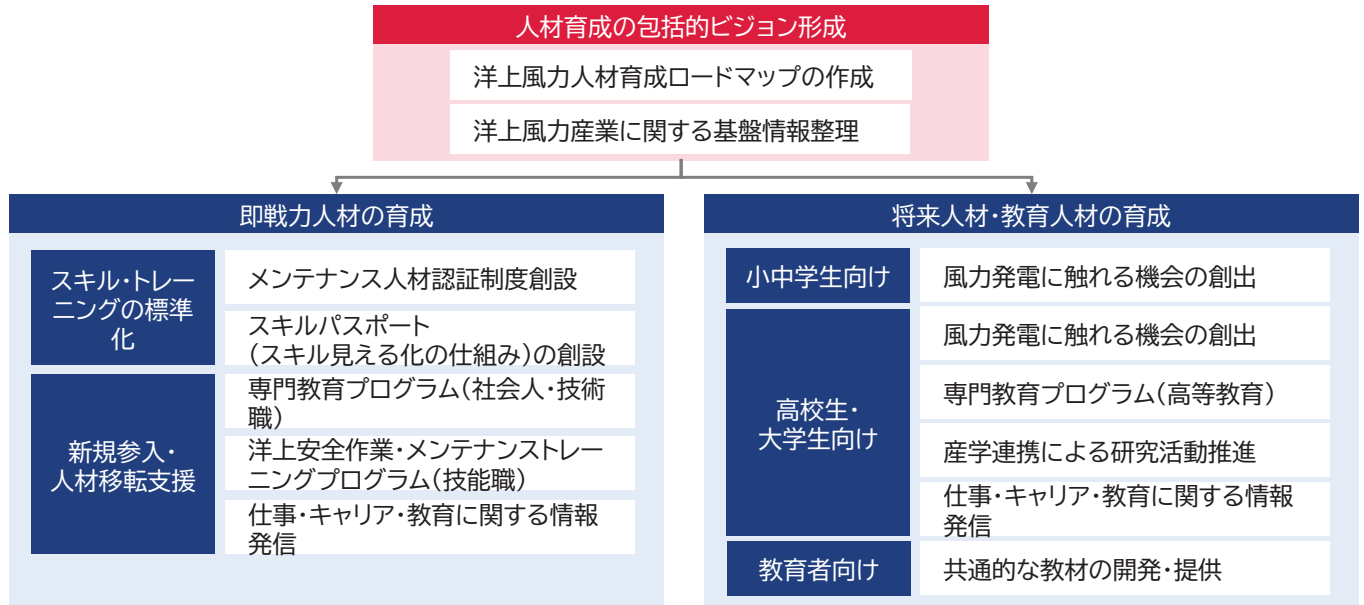 人材育成の包括的ビジョン形成
洋上風力人材育成ロードマップの作成
洋上風力産業に関する基盤情報整理
即戦力人材の育成
スキル・トレー
ニングの標準
化
メンテナンス人材認証制度創設
スキルパスポート
(スキル見える化の仕組み)の創設
新規参入・
人材移転支援
専門教育プログラム(社会人・技術
職)
洋上安全作業・メンテナンストレー
ニングプログラム(技能職)
仕事・キャリア・教育に関する情報
発信
将来人材・教育人材の育成
小中学生向け
風力発電に触れる機会の創出
高校生・
大学生向け
風力発電に触れる機会の創出
専門教育プログラム(高等教育)
産学連携による研究活動推進
仕事・キャリア・教育に関する情報
発信
教育者向け
共通的な教材の開発・提供